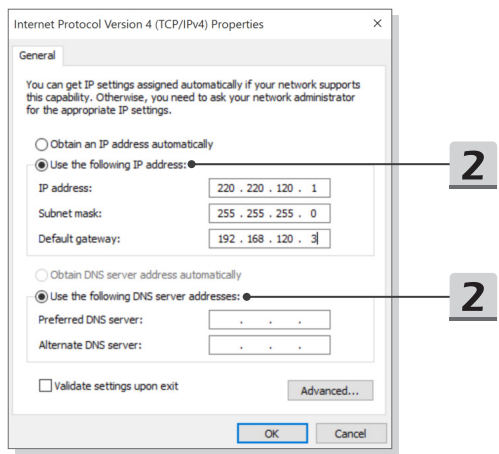 Internet Protocol Version 4 (TCP/IPv4) Properties
General
You can get IP settings assigned automatically if your network supports
this capability. Otherwise, you need to ask your network administrator
for the appropriate IP settings.
Obtain an IP address automatically
Use the following IP address:
2
IP address: 220 . 220 . 120 . 1
Subnet mask: 255 . 255 . 255 . 0
Default gateway: 192 . 168 . 120 . 3
Obtain DNS server address automatically
Use the following DNS server addresses:
2
Preferred DNS server: . . .
Alternate DNS server: . . .
Validate settings upon exit
Advanced...
OK Cancel